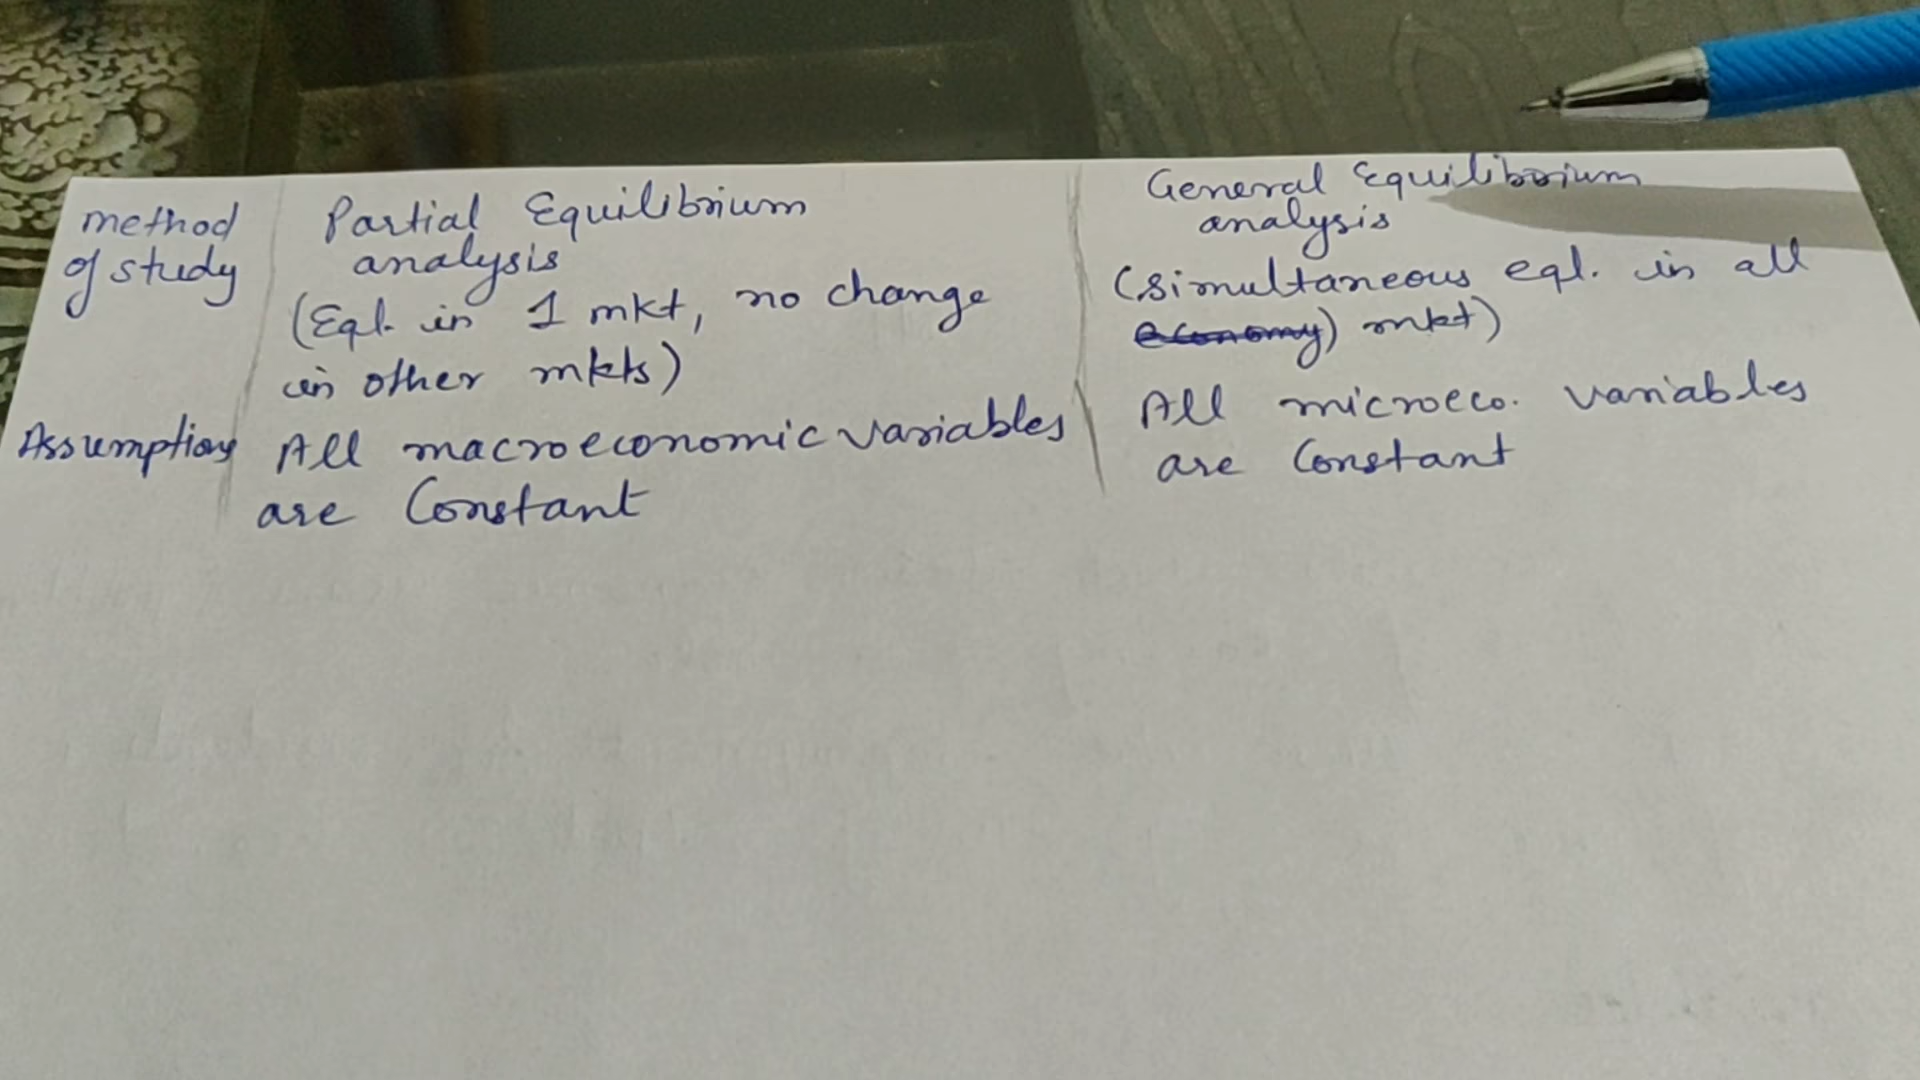 method
of study
Partial Equilibrium
analysis
(Eql. in 1 mkt, no change
in other mkts)
General Equilibrium
analysis
(simultaneous eql. in all
economy) mkt)
Assumptions
All macroeconomic variables
are Constant
All microeco. variables
are Constant